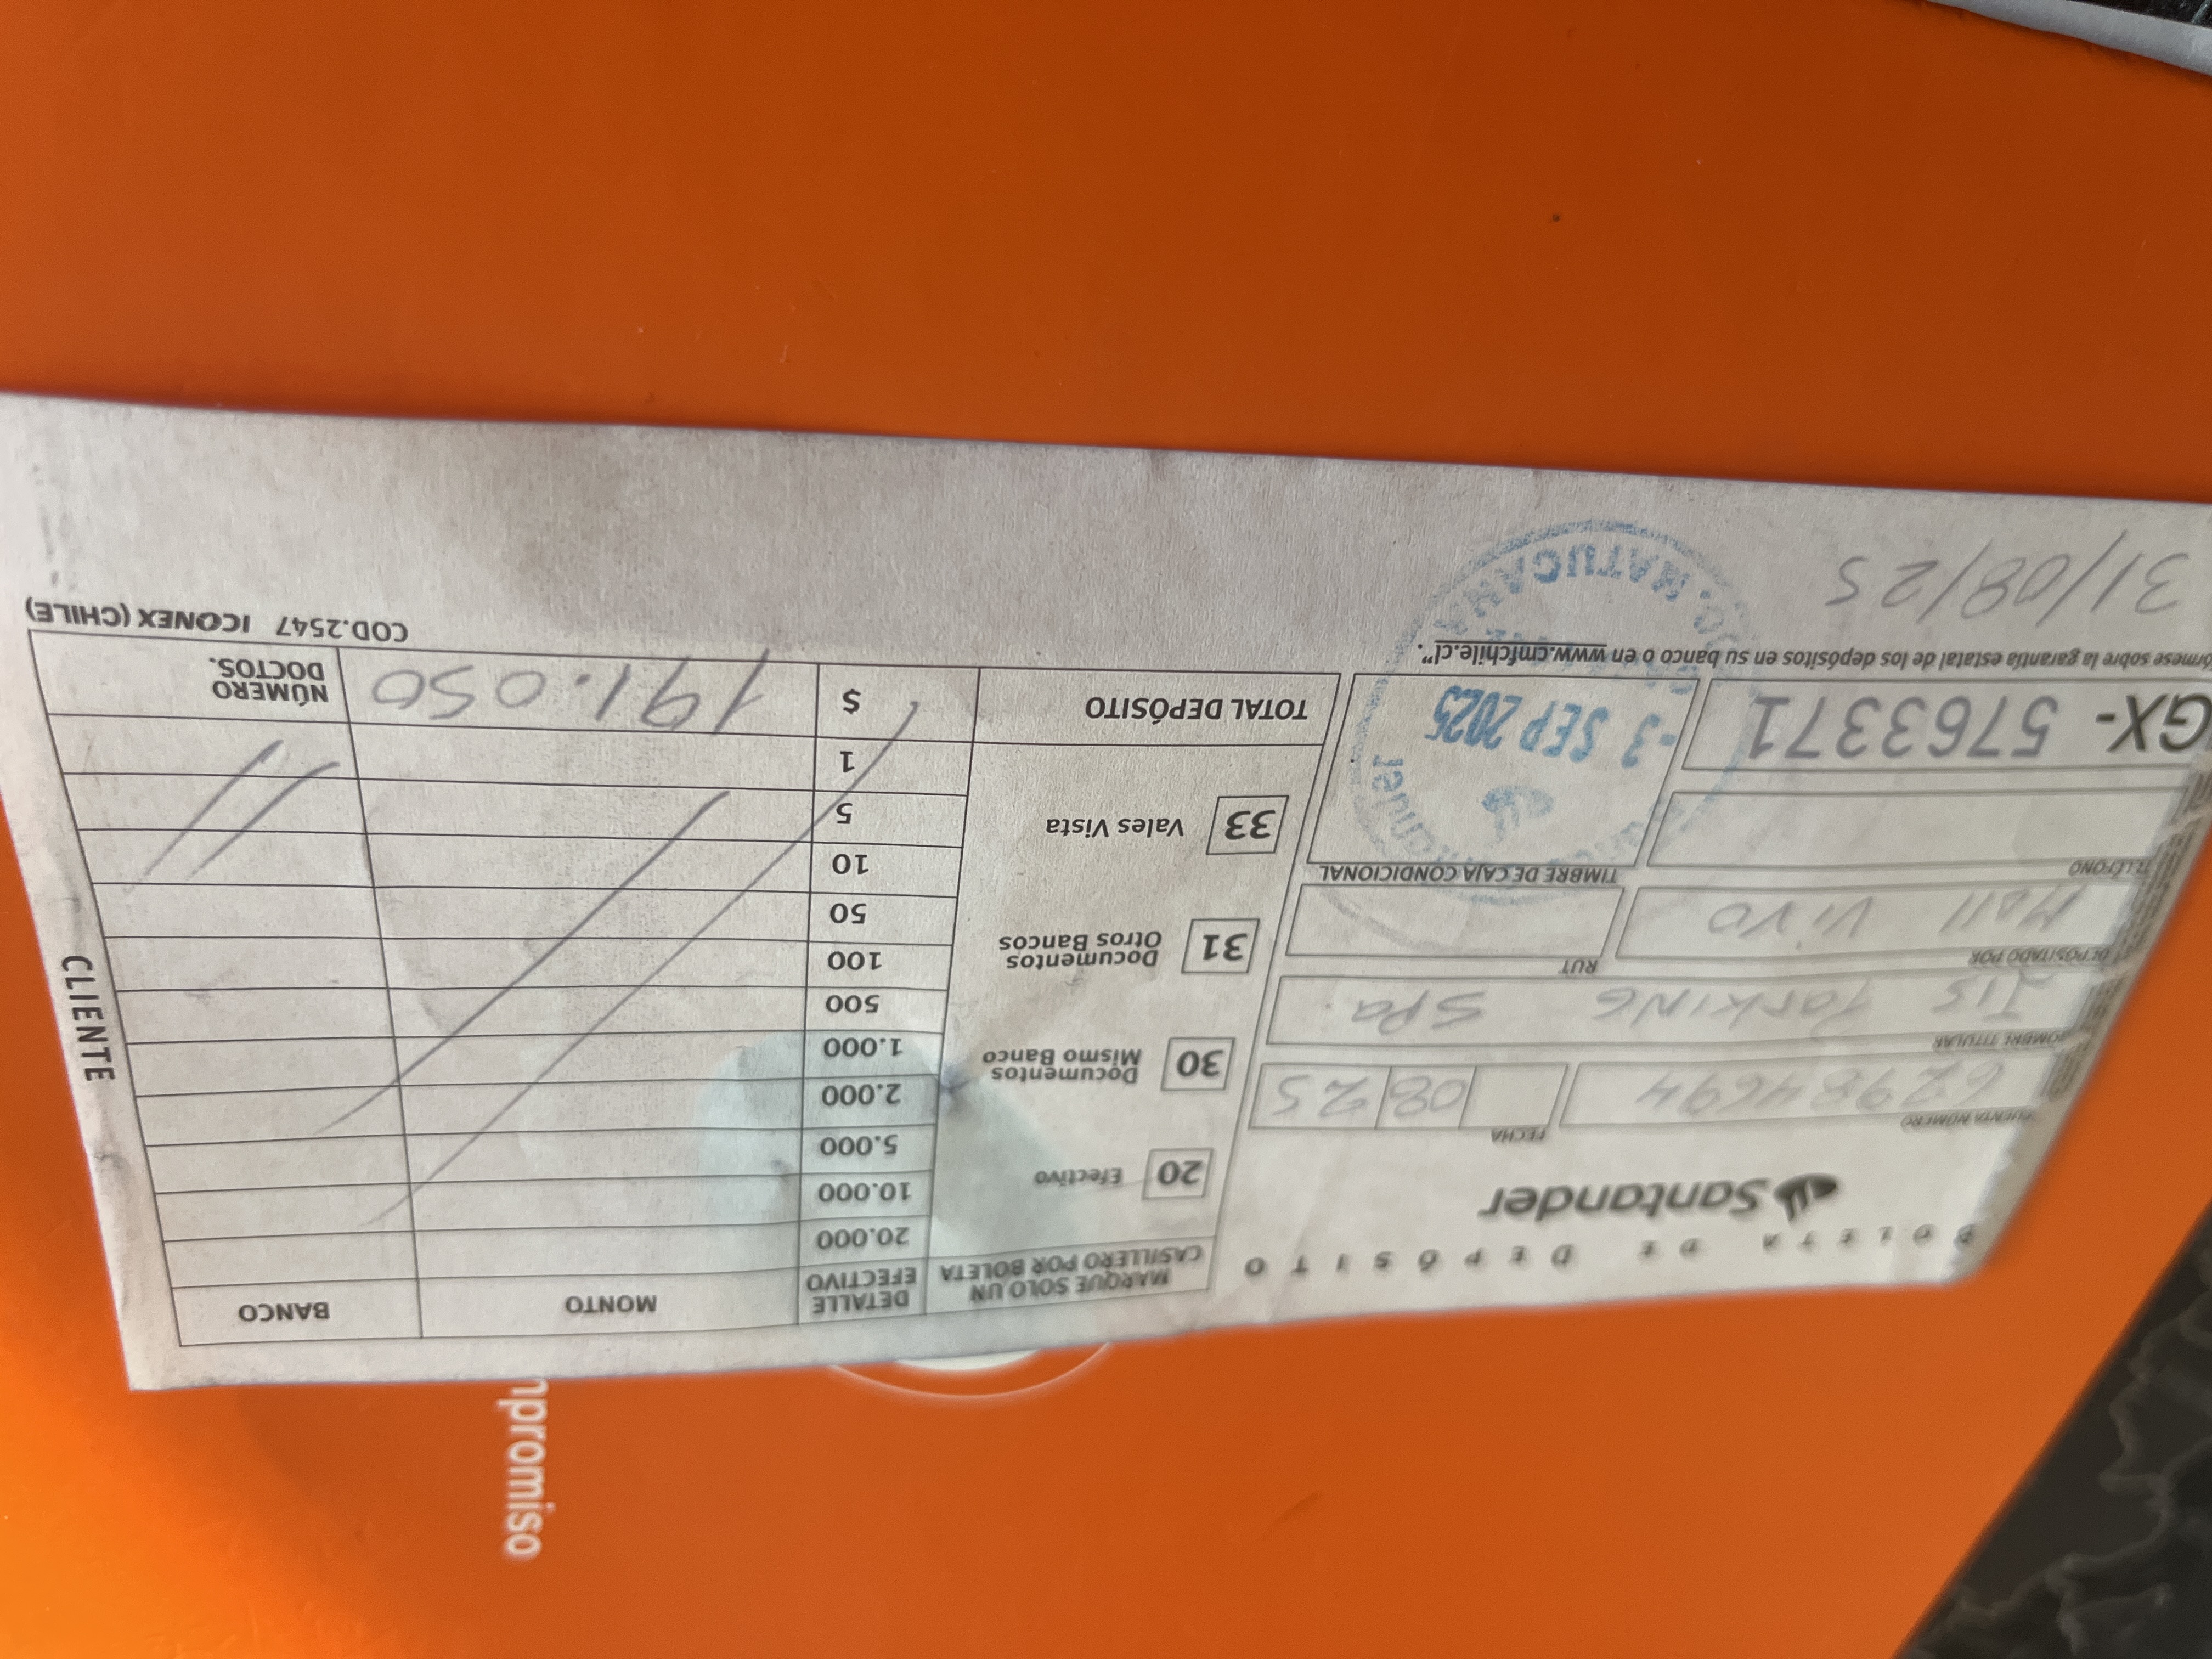 BOLETA DE DEPÓSITO
Santander
CUENTA NÚMERO
FECHA
62984694
08 25
NOMBRE TITULAR
JIS ParkiNG Spa.
DEPOSITADO POR
RUT
Mall ViVO
TELÉFONO
TIMBRE DE CAJA CONDICIONAL
GX- 5763371
órmese sobre la garantía estatal de los depósitos en su banco o en www.cmfchile.cl".
31/08/25
-3 SEP 2025
MATUCANA
MARQUE SOLO UN
CASILLERO POR BOLETA
DETALLE
EFECTIVO
MONTO
BANCO
20 Efectivo
30 Documentos
Mismo Banco
31 Documentos
Otros Bancos
33 Vales Vista
20.000
10.000
5.000
2.000
1.000
500
100
50
10
5
1
TOTAL DEPÓSITO
$
191.050
NÚMERO
DOCTOS.
COD.2547 ICONEX (CHILE)
CLIENTE
npromiso